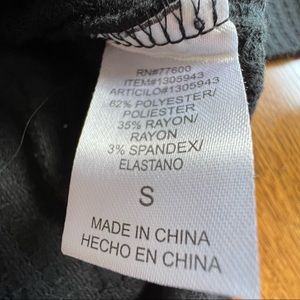 RN#77600
ITEM#1305943
ARTICILO#1305943
62% POLYESTER/
POLIESTER
35% RAYON/
RAYON
3% SPANDEX/
ELASTANO
S
MADE IN CHINA
HECHO EN CHINA